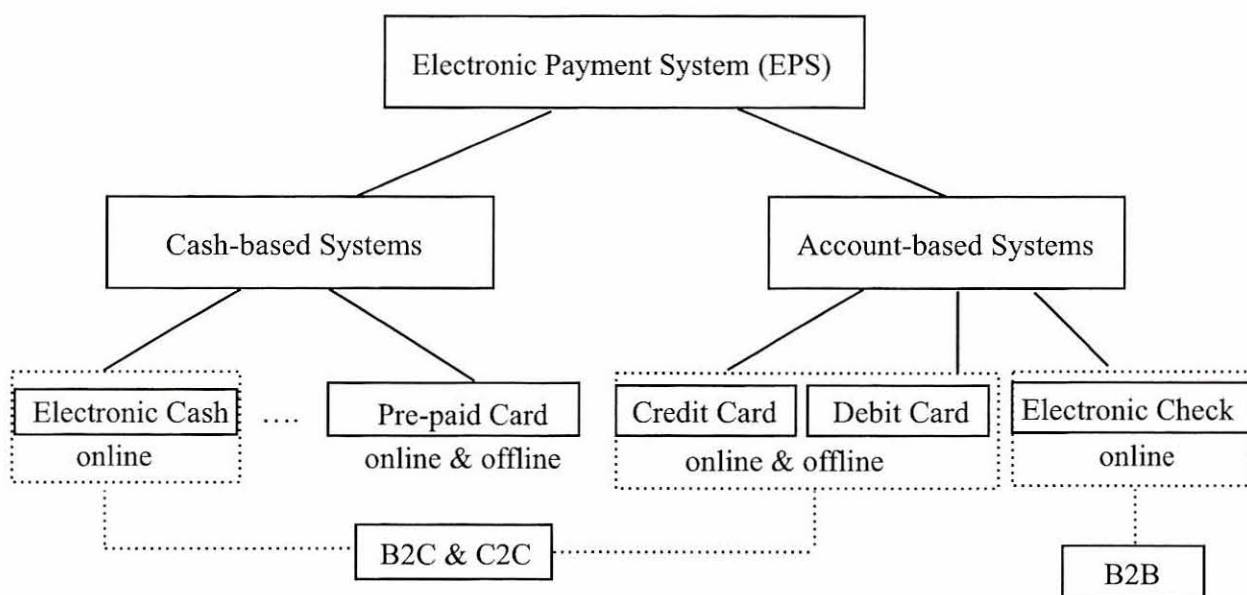 Electronic Payment System (EPS)
Cash-based Systems
Account-based Systems
Electronic Cash
....
Pre-paid Card
Credit Card
Debit Card
Electronic Check
online
online & offline
online & offline
online
B2C & C2C
B2B